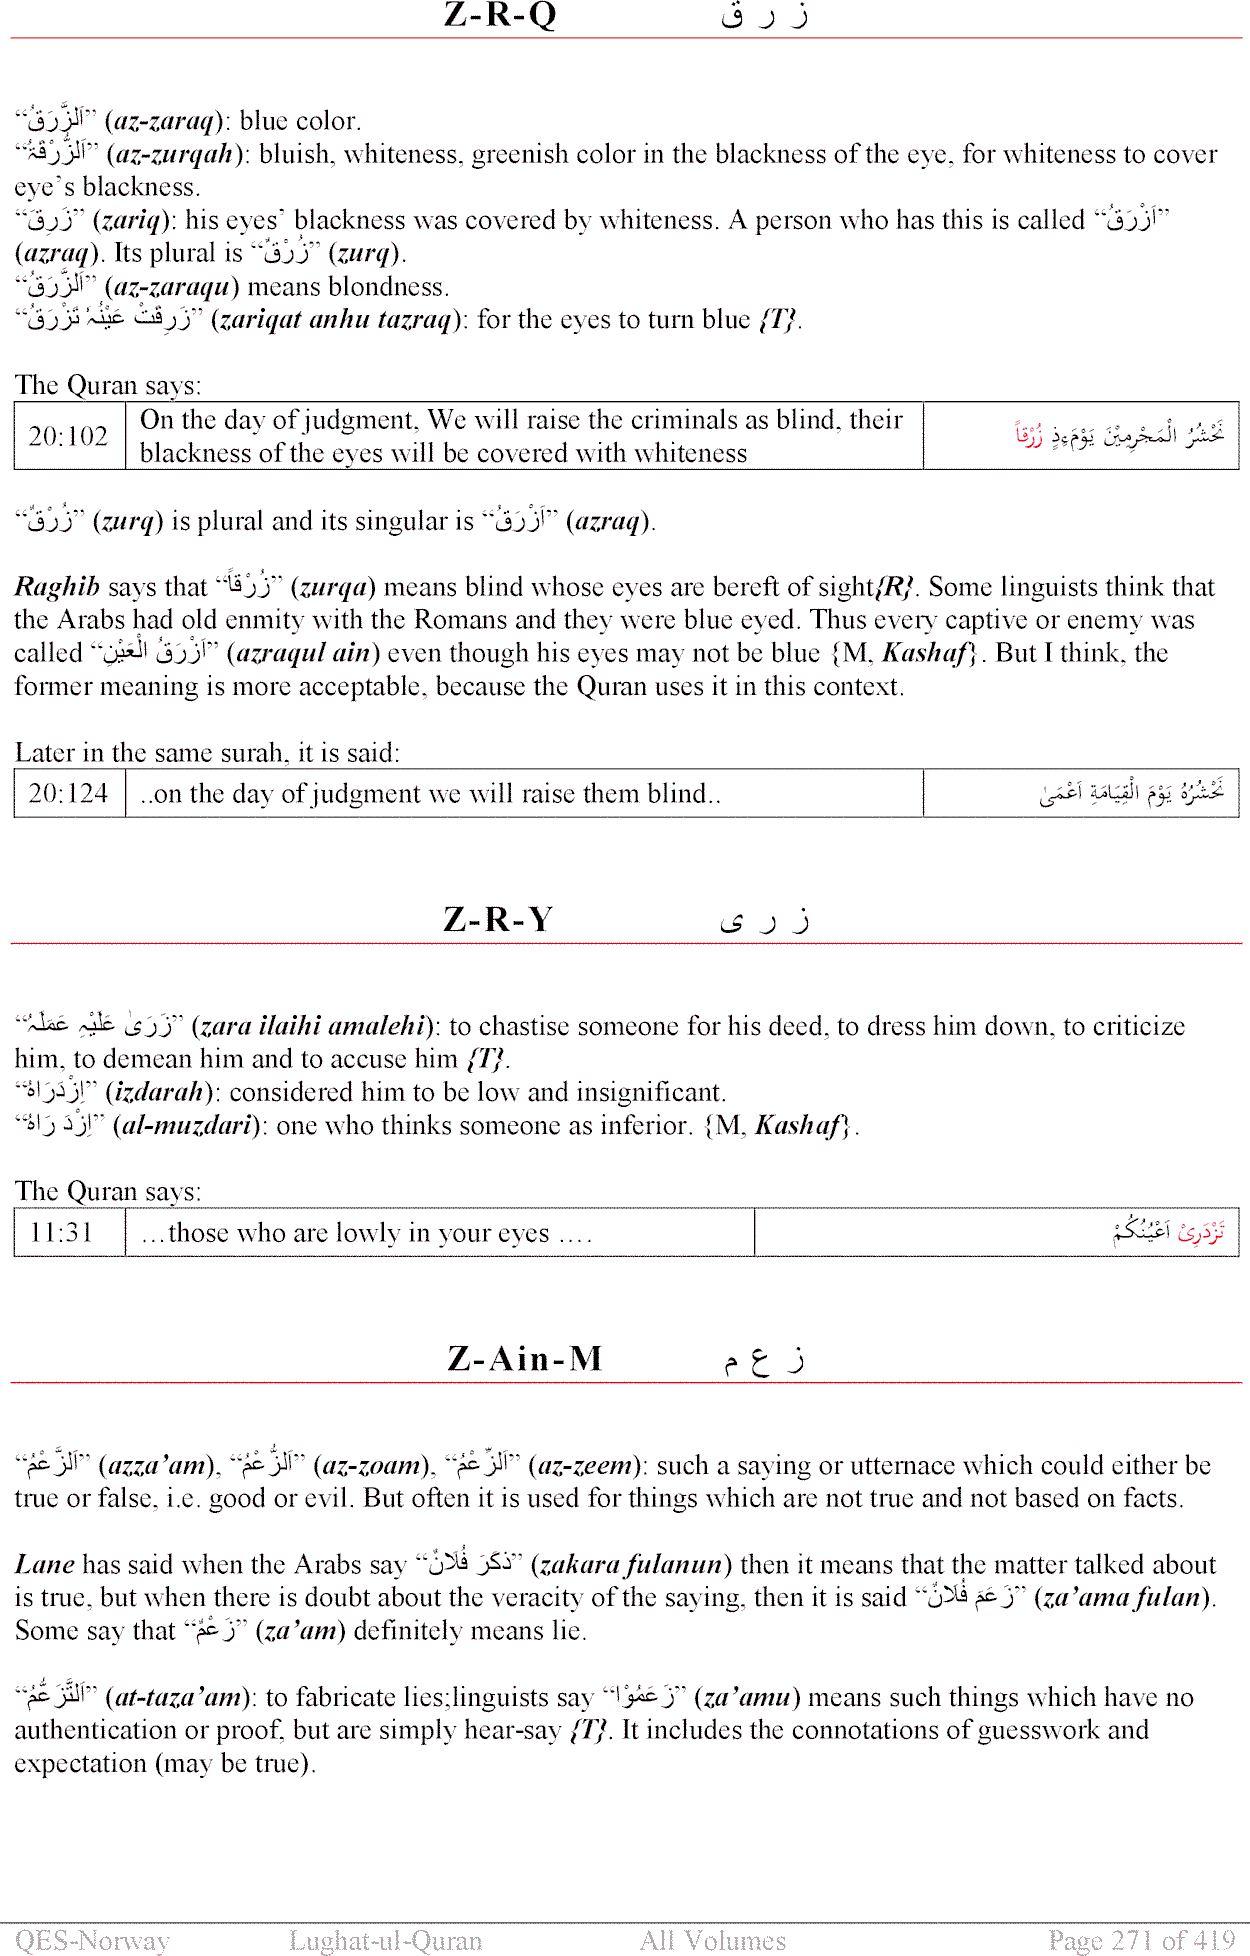 Z-R-Q ز ر ق
“اَلزَّرَقُ” (az-zaraq): blue color.
“اَلزُّرْقَۃُ” (az-zurqah): bluish, whiteness, greenish color in the blackness of the eye, for whiteness to cover
eye’s blackness.
“زَرِقَ” (zariq): his eyes’ blackness was covered by whiteness. A person who has this is called “اَزْرَقُ”
(azraq). Its plural is “زُرْقٌ” (zurq).
“اَلزَّرَقُ” (az-zaraqu) means blondness.
“زَرِقَتْ عَيْنُہُ تَزْرَقُ” (zariqat anhu tazraq): for the eyes to turn blue {T}.
The Quran says:
20:102 On the day of judgment, We will raise the criminals as blind, their
blackness of the eyes will be covered with whiteness نَحْشُرُ الْمَجْرِمِيْنَ يَوْمَءِذٍ زُرْقاً
“زُرْقٌ” (zurq) is plural and its singular is “اَزْرَقُ” (azraq).
Raghib says that “زُرْقاً” (zurqa) means blind whose eyes are bereft of sight{R}. Some linguists think that
the Arabs had old enmity with the Romans and they were blue eyed. Thus every captive or enemy was
called “اَزْرَقُ الْعَيْنِ” (azraqul ain) even though his eyes may not be blue {M, Kashaf}. But I think, the
former meaning is more acceptable, because the Quran uses it in this context.
Later in the same surah, it is said:
20:124 ..on the day of judgment we will raise them blind.. نَحْشُرُهُ يَوْمَ الْقِيَامَةِ اَعْمَىٰ
Z-R-Y ز ر ی
“زَرَیٰ عَلَيْہِ عَمَلَہُ” (zara ilaihi amalehi): to chastise someone for his deed, to dress him down, to criticize
him, to demean him and to accuse him {T}.
“اِزْدَرَاهُ” (izdarah): considered him to be low and insignificant.
“اِزْدَ رَاهُ” (al-muzdari): one who thinks someone as inferior. {M, Kashaf}.
The Quran says:
11:31 …those who are lowly in your eyes …. تَزْدَرِىْ اَعْيُنُكُمْ
Z-Ain-M ز ع م
“اَلزَّعْمُ” (azza’am), “اَلزُّعْمُ” (az-zoam), “اَلزِّعْمُ” (az-zeem): such a saying or utternace which could either be
true or false, i.e. good or evil. But often it is used for things which are not true and not based on facts.
Lane has said when the Arabs say “ذَكَرَ فُلَانٌ” (zakara fulanun) then it means that the matter talked about
is true, but when there is doubt about the veracity of the saying, then it is said “زَعَمَ فُلَانٌ” (za’ama fulan).
Some say that “زَعْمٌ” (za’am) definitely means lie.
“اَلتَّزَعُّمُ” (at-taza’am): to fabricate lies;linguists say “زَعَمُوْا” (za’amu) means such things which have no
authentication or proof, but are simply hear-say {T}. It includes the connotations of guesswork and
expectation (may be true).
QES-Norway Lughat-ul-Quran All Volumes Page 271 of 419